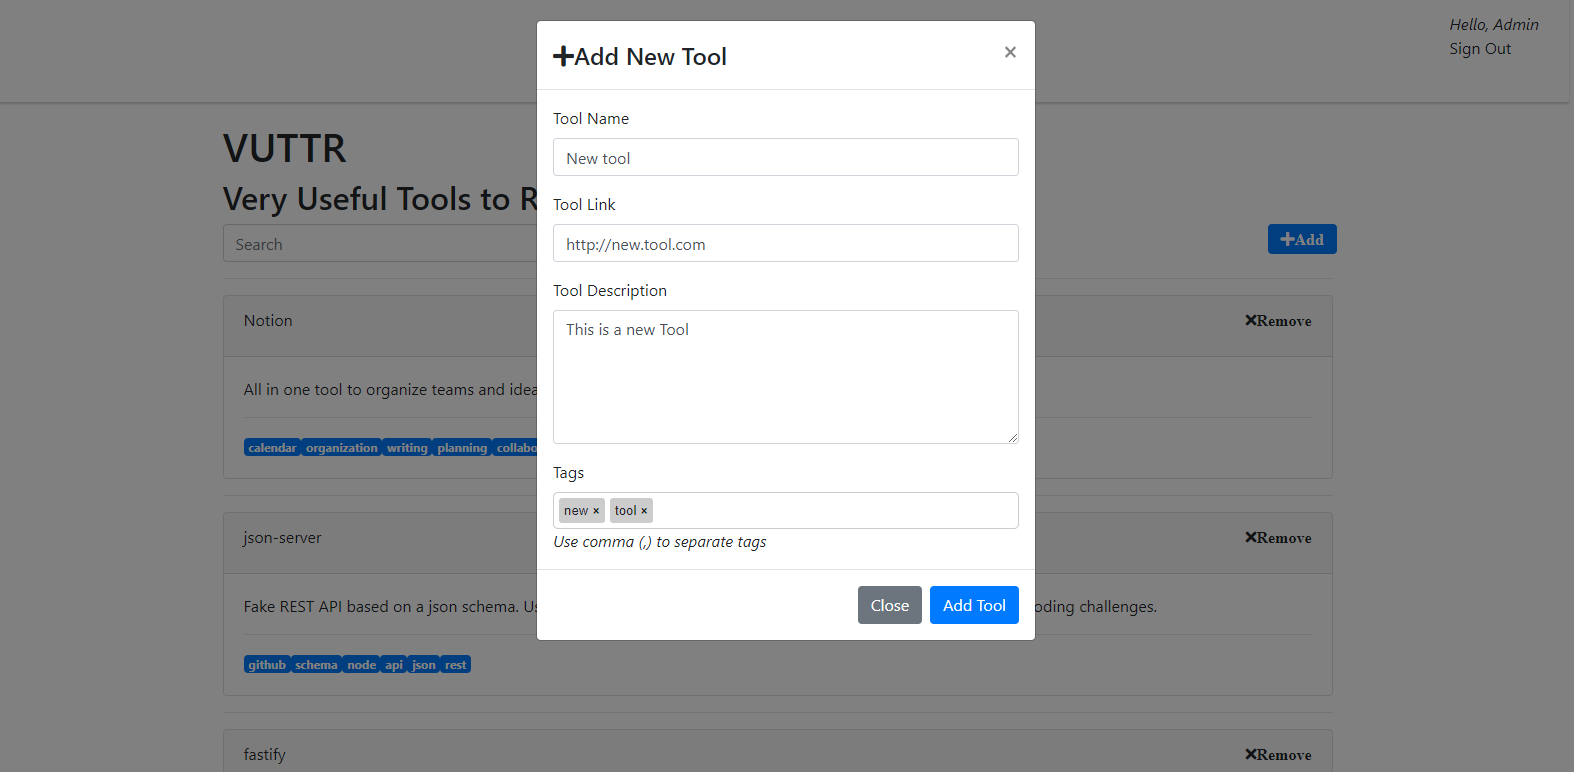 Hello, Admin
Sign Out
VUTTR
Very Useful Tools to
Search
Add
Notion
Remove
All in one tool to organize teams and
calendar organization writing planning
json-server
Remove
Fake REST API based on a json schema.
challenges.
github schema node api json rest
fastify
Remove
Add New Tool ×
Tool Name
New tool
Tool Link
http://new.tool.com
Tool Description
This is a new Tool
Tags
new × tool ×
Use comma (,) to separate tags
Close Add Tool